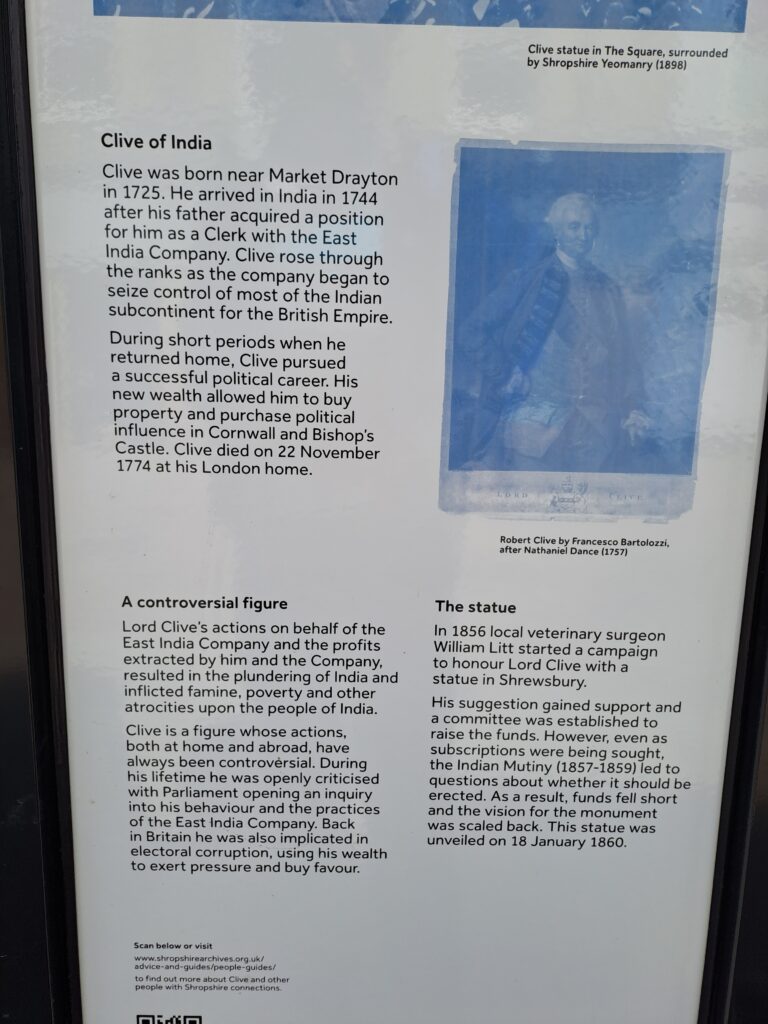 Clive statue in The Square, surrounded
by Shropshire Yeomanry (1898)
Clive of India
Clive was born near Market Drayton
in 1725. He arrived in India in 1744
after his father acquired a position
for him as a Clerk with the East
India Company. Clive rose through
the ranks as the company began to
seize control of most of the Indian
subcontinent for the British Empire.
During short periods when he
returned home, Clive pursued
a successful political career. His
new wealth allowed him to buy
property and purchase political
influence in Cornwall and Bishop's
Castle. Clive died on 22 November
1774 at his London home.
LORD CLIVE
Robert Clive by Francesco Bartolozzi,
after Nathaniel Dance (1757)
A controversial figure
Lord Clive's actions on behalf of the
East India Company and the profits
extracted by him and the Company,
resulted in the plundering of India and
inflicted famine, poverty and other
atrocities upon the people of India.
Clive is a figure whose actions,
both at home and abroad, have
always been controversial. During
his lifetime he was openly criticised
with Parliament opening an inquiry
into his behaviour and the practices
of the East India Company. Back
in Britain he was also implicated in
electoral corruption, using his wealth
to exert pressure and buy favour.
The statue
In 1856 local veterinary surgeon
William Litt started a campaign
to honour Lord Clive with a
statue in Shrewsbury.
His suggestion gained support and
a committee was established to
raise the funds. However, even as
subscriptions were being sought,
the Indian Mutiny (1857-1859) led to
questions about whether it should be
erected. As a result, funds fell short
and the vision for the monument
was scaled back. This statue was
unveiled on 18 January 1860.
Scan below or visit
www.shropshirearchives.org.uk/
advice-and-guides/people-guides/
to find out more about Clive and other
people with Shropshire connections.